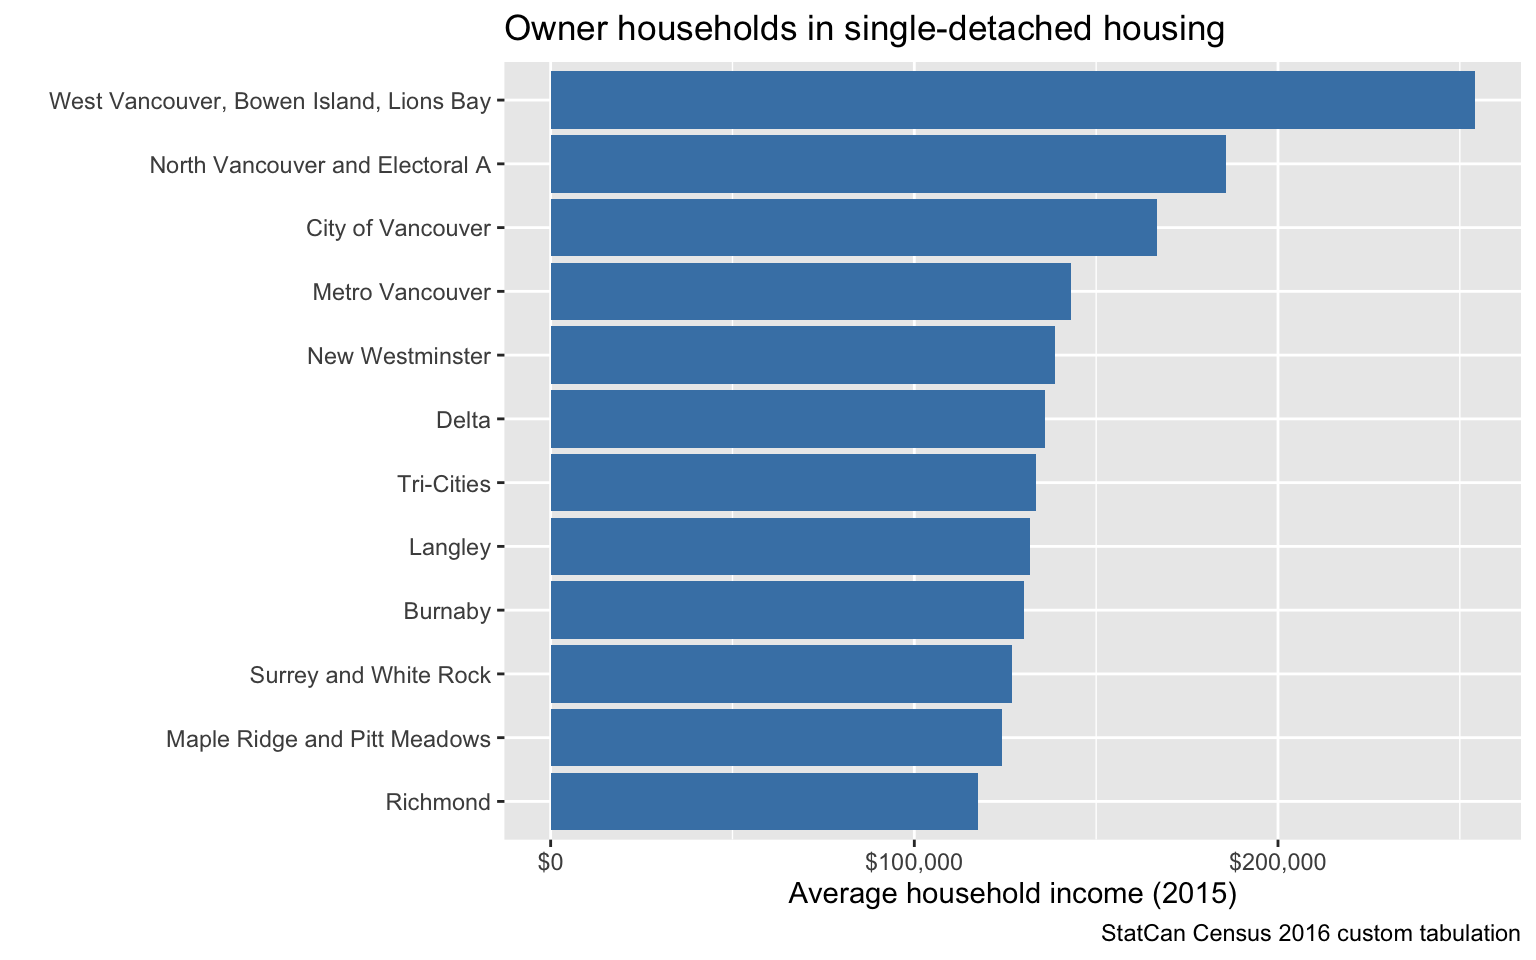 Owner households in single-detached housing
West Vancouver, Bowen Island, Lions Bay
North Vancouver and Electoral A
City of Vancouver
Metro Vancouver
New Westminster
Delta
Tri-Cities
Langley
Burnaby
Surrey and White Rock
Maple Ridge and Pitt Meadows
Richmond
$0 $100,000 $200,000
Average household income (2015)
StatCan Census 2016 custom tabulation